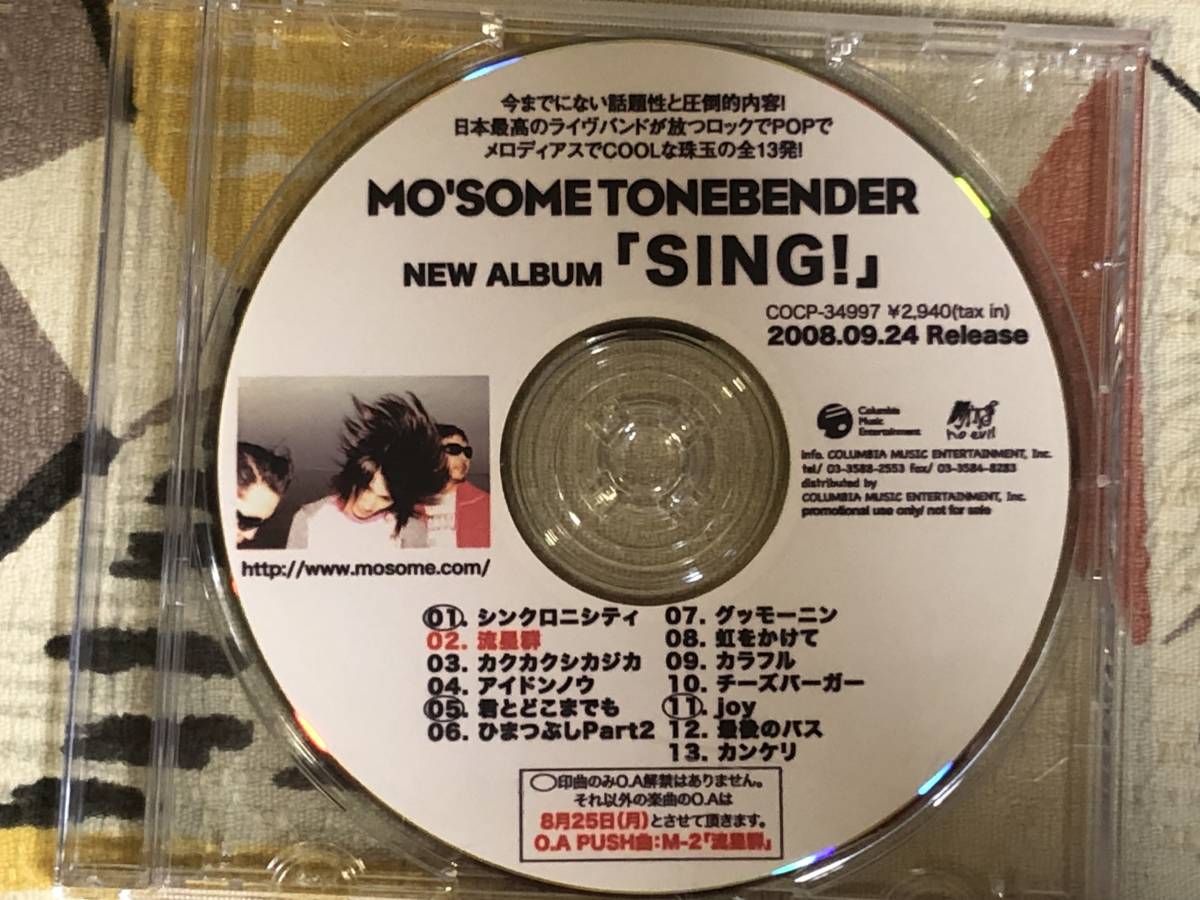 今までにない話題性と圧倒的内容!
日本最高のライヴバンドが放つロックでPOPで
メロディアスでCOOLな珠玉の全13発!
MO'SOME TONEBENDER
NEW ALBUM「SING!」
COCP-34997 ¥2,940(tax in)
2008.09.24 Release
Columbia
Music
Entertainment
no evil
info. COLUMBIA MUSIC ENTERTAINMENT, Inc.
tel/ 03-3588-2553 fax/ 03-3584-8283
distributed by
COLUMBIA MUSIC ENTERTAINMENT, Inc.
promotional use only/ not for sale
http://www.mosome.com/
01. シンクロニシティ
02. 流星群
03. カクカクシカジカ
04. アイドンノウ
05. 君とどこまでも
06. ひまつぶしPart2
07. グッモーニン
08. 虹をかけて
09. カラフル
10. チーズバーガー
11. joy
12. 最後のバス
13. カンケリ
◯印曲のみO.A解禁はありません。
それ以外の楽曲のO.Aは
8月25日(月)とさせて頂きます。
O.A PUSH曲:M-2「流星群」